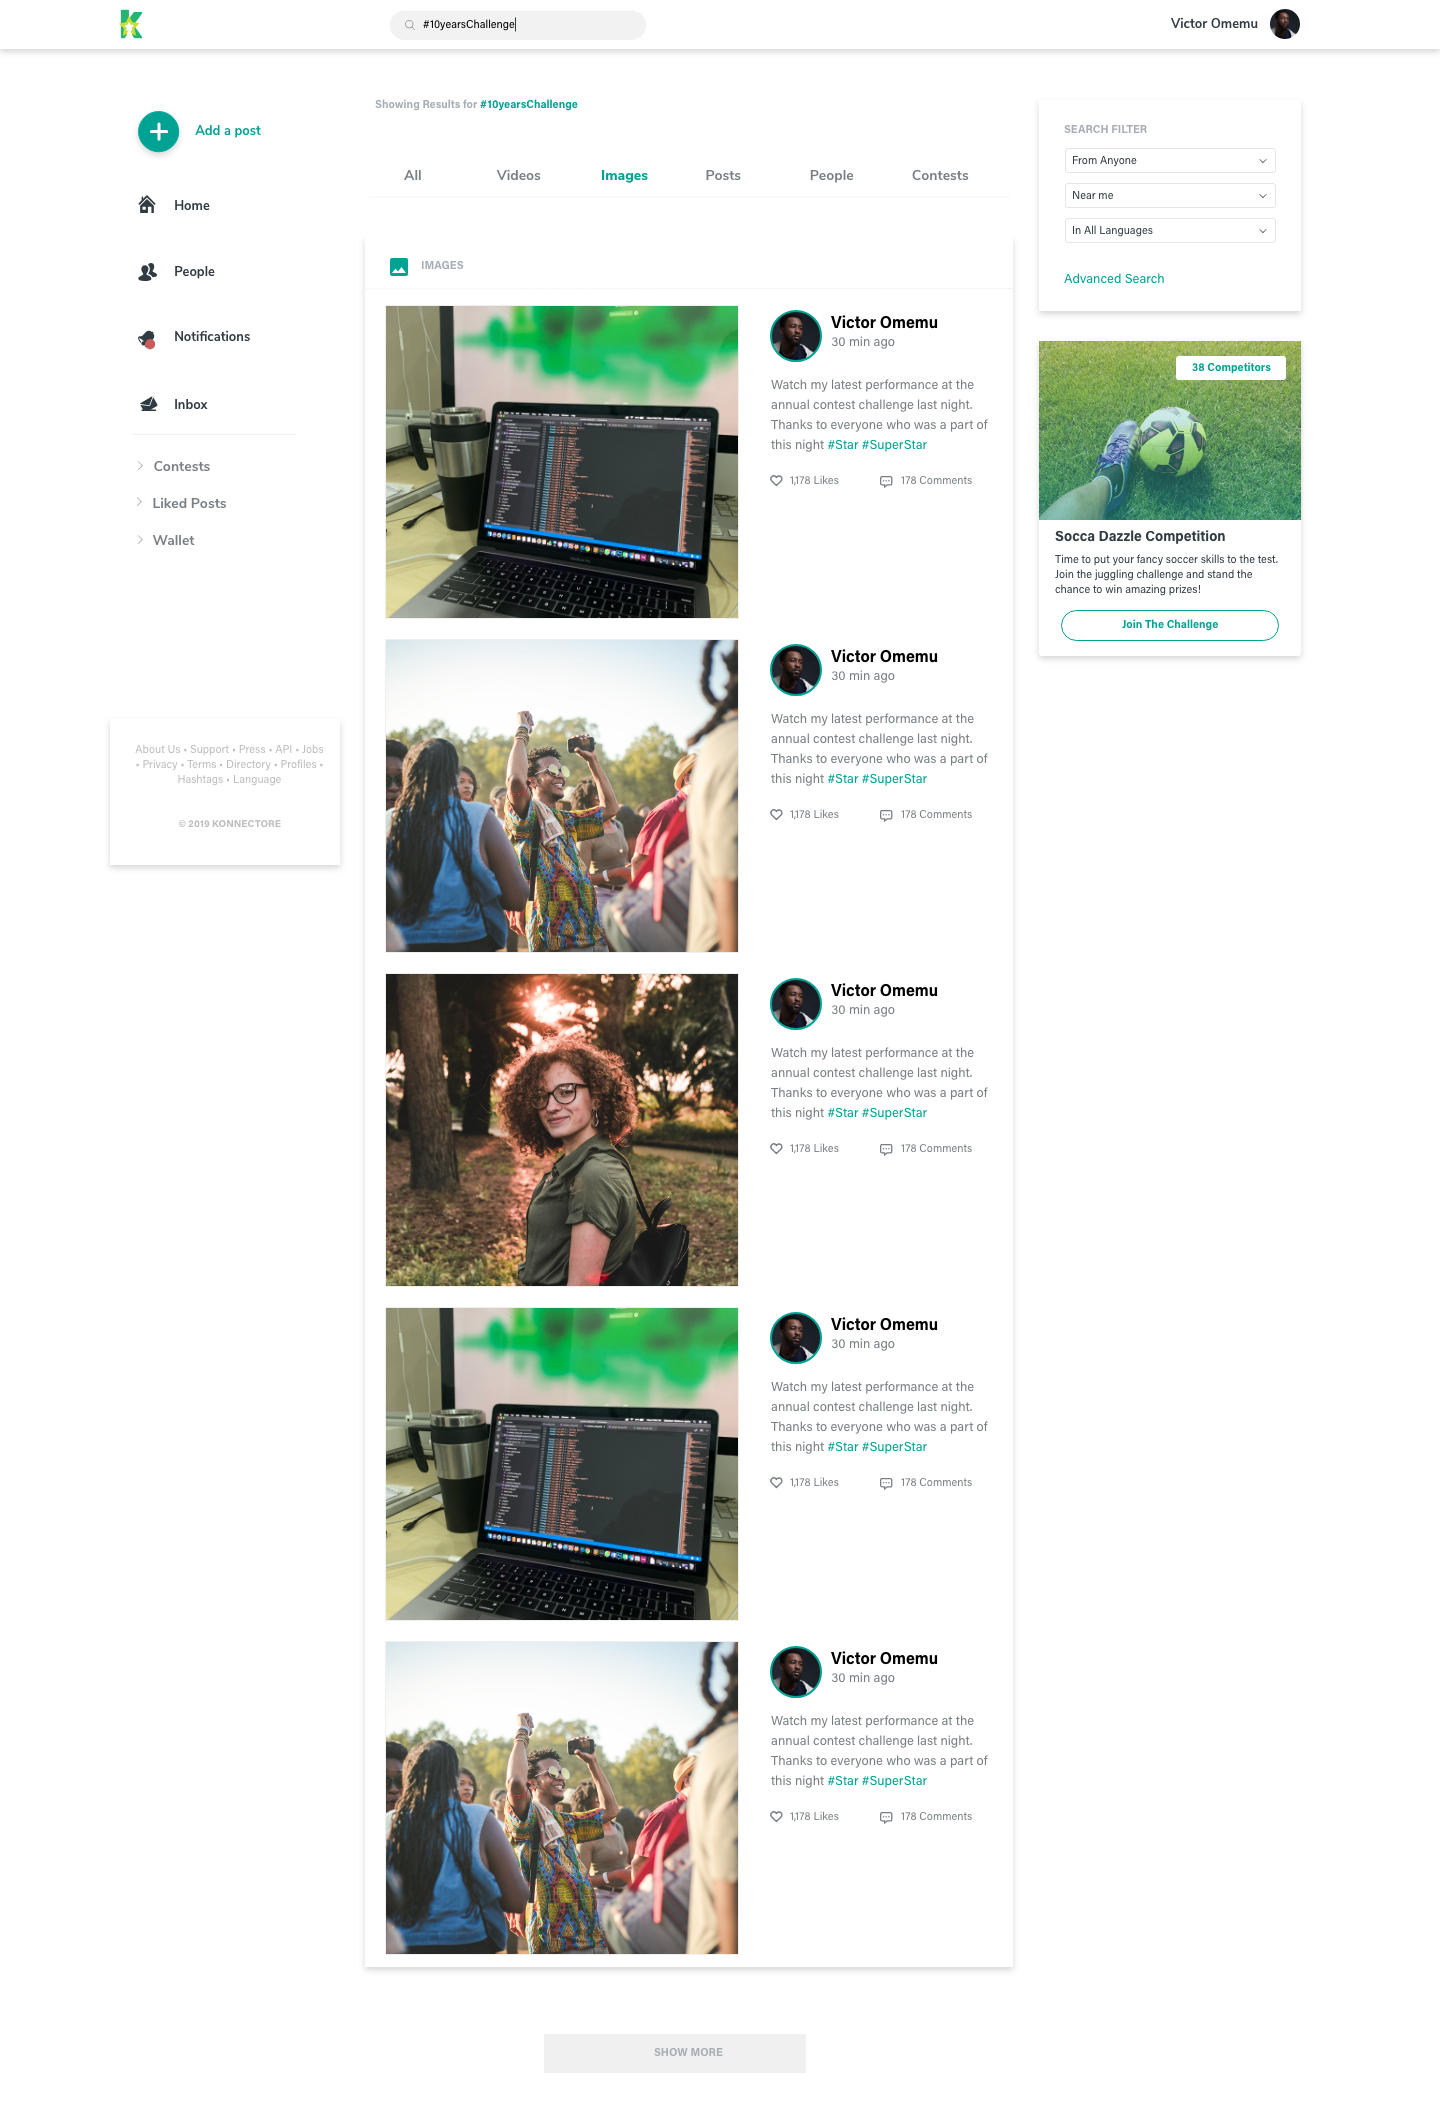 #10yearsChallenge
Victor Omemu
Showing Results for #10yearsChallenge
Add a post
Home
People
Notifications
Inbox
Contests
Liked Posts
Wallet
About Us • Support • Press • API • Jobs
• Privacy • Terms • Directory • Profiles •
Hashtags • Language
© 2019 KONNECTORE
All
Videos
Images
Posts
People
Contests
IMAGES
Victor Omemu
30 min ago
Watch my latest performance at the
annual contest challenge last night.
Thanks to everyone who was a part of
this night #Star #SuperStar
1,178 Likes
178 Comments
Victor Omemu
30 min ago
Watch my latest performance at the
annual contest challenge last night.
Thanks to everyone who was a part of
this night #Star #SuperStar
1,178 Likes
178 Comments
Victor Omemu
30 min ago
Watch my latest performance at the
annual contest challenge last night.
Thanks to everyone who was a part of
this night #Star #SuperStar
1,178 Likes
178 Comments
Victor Omemu
30 min ago
Watch my latest performance at the
annual contest challenge last night.
Thanks to everyone who was a part of
this night #Star #SuperStar
1,178 Likes
178 Comments
Victor Omemu
30 min ago
Watch my latest performance at the
annual contest challenge last night.
Thanks to everyone who was a part of
this night #Star #SuperStar
1,178 Likes
178 Comments
SHOW MORE
SEARCH FILTER
From Anyone
Near me
In All Languages
Advanced Search
38 Competitors
Socca Dazzle Competition
Time to put your fancy soccer skills to the test.
Join the juggling challenge and stand the
chance to win amazing prizes!
Join The Challenge